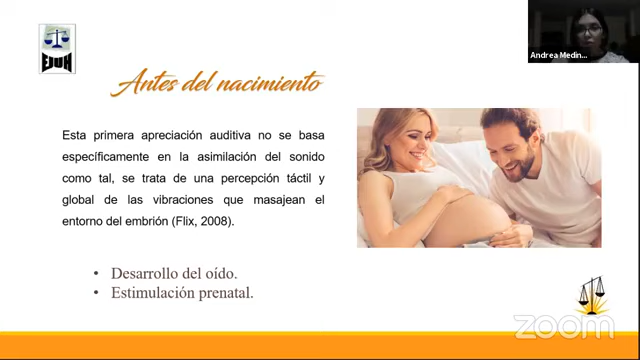 EJUH
Andrea Medin...
Antes del nacimiento
Esta primera apreciación auditiva no se basa
específicamente en la asimilación del sonido
como tal, se trata de una percepción táctil y
global de las vibraciones que masajean el
entorno del embrión (Flix, 2008).
• Desarrollo del oído.
• Estimulación prenatal.
zoom